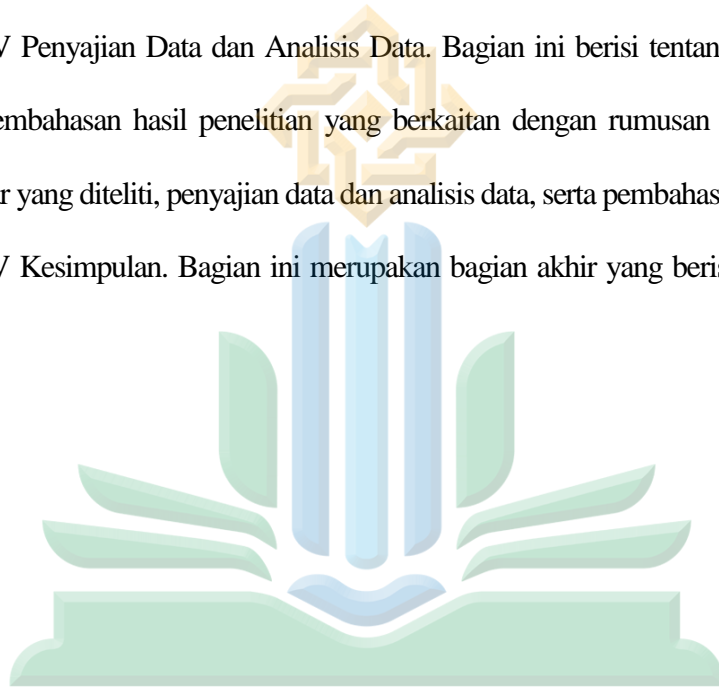 V Penyajian Data dan Analisis Data. Bagian ini berisi tentan
embahasan hasil penelitian yang berkaitan dengan rumusan
r yang diteliti, penyajian data dan analisis data, serta pembahas
V Kesimpulan. Bagian ini merupakan bagian akhir yang beris